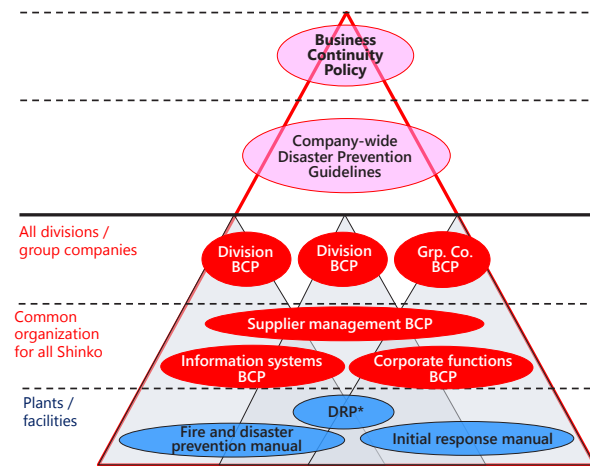 Business
Continuity
Policy
Company-wide
Disaster Prevention
Guidelines
All divisions /
group companies
Division
BCP
Division
BCP
Grp. Co.
BCP
Common
organization
for all Shinko
Supplier management BCP
Information systems
BCP
Corporate functions
BCP
Plants /
facilities
DRP*
Fire and disaster
prevention manual
Initial response manual